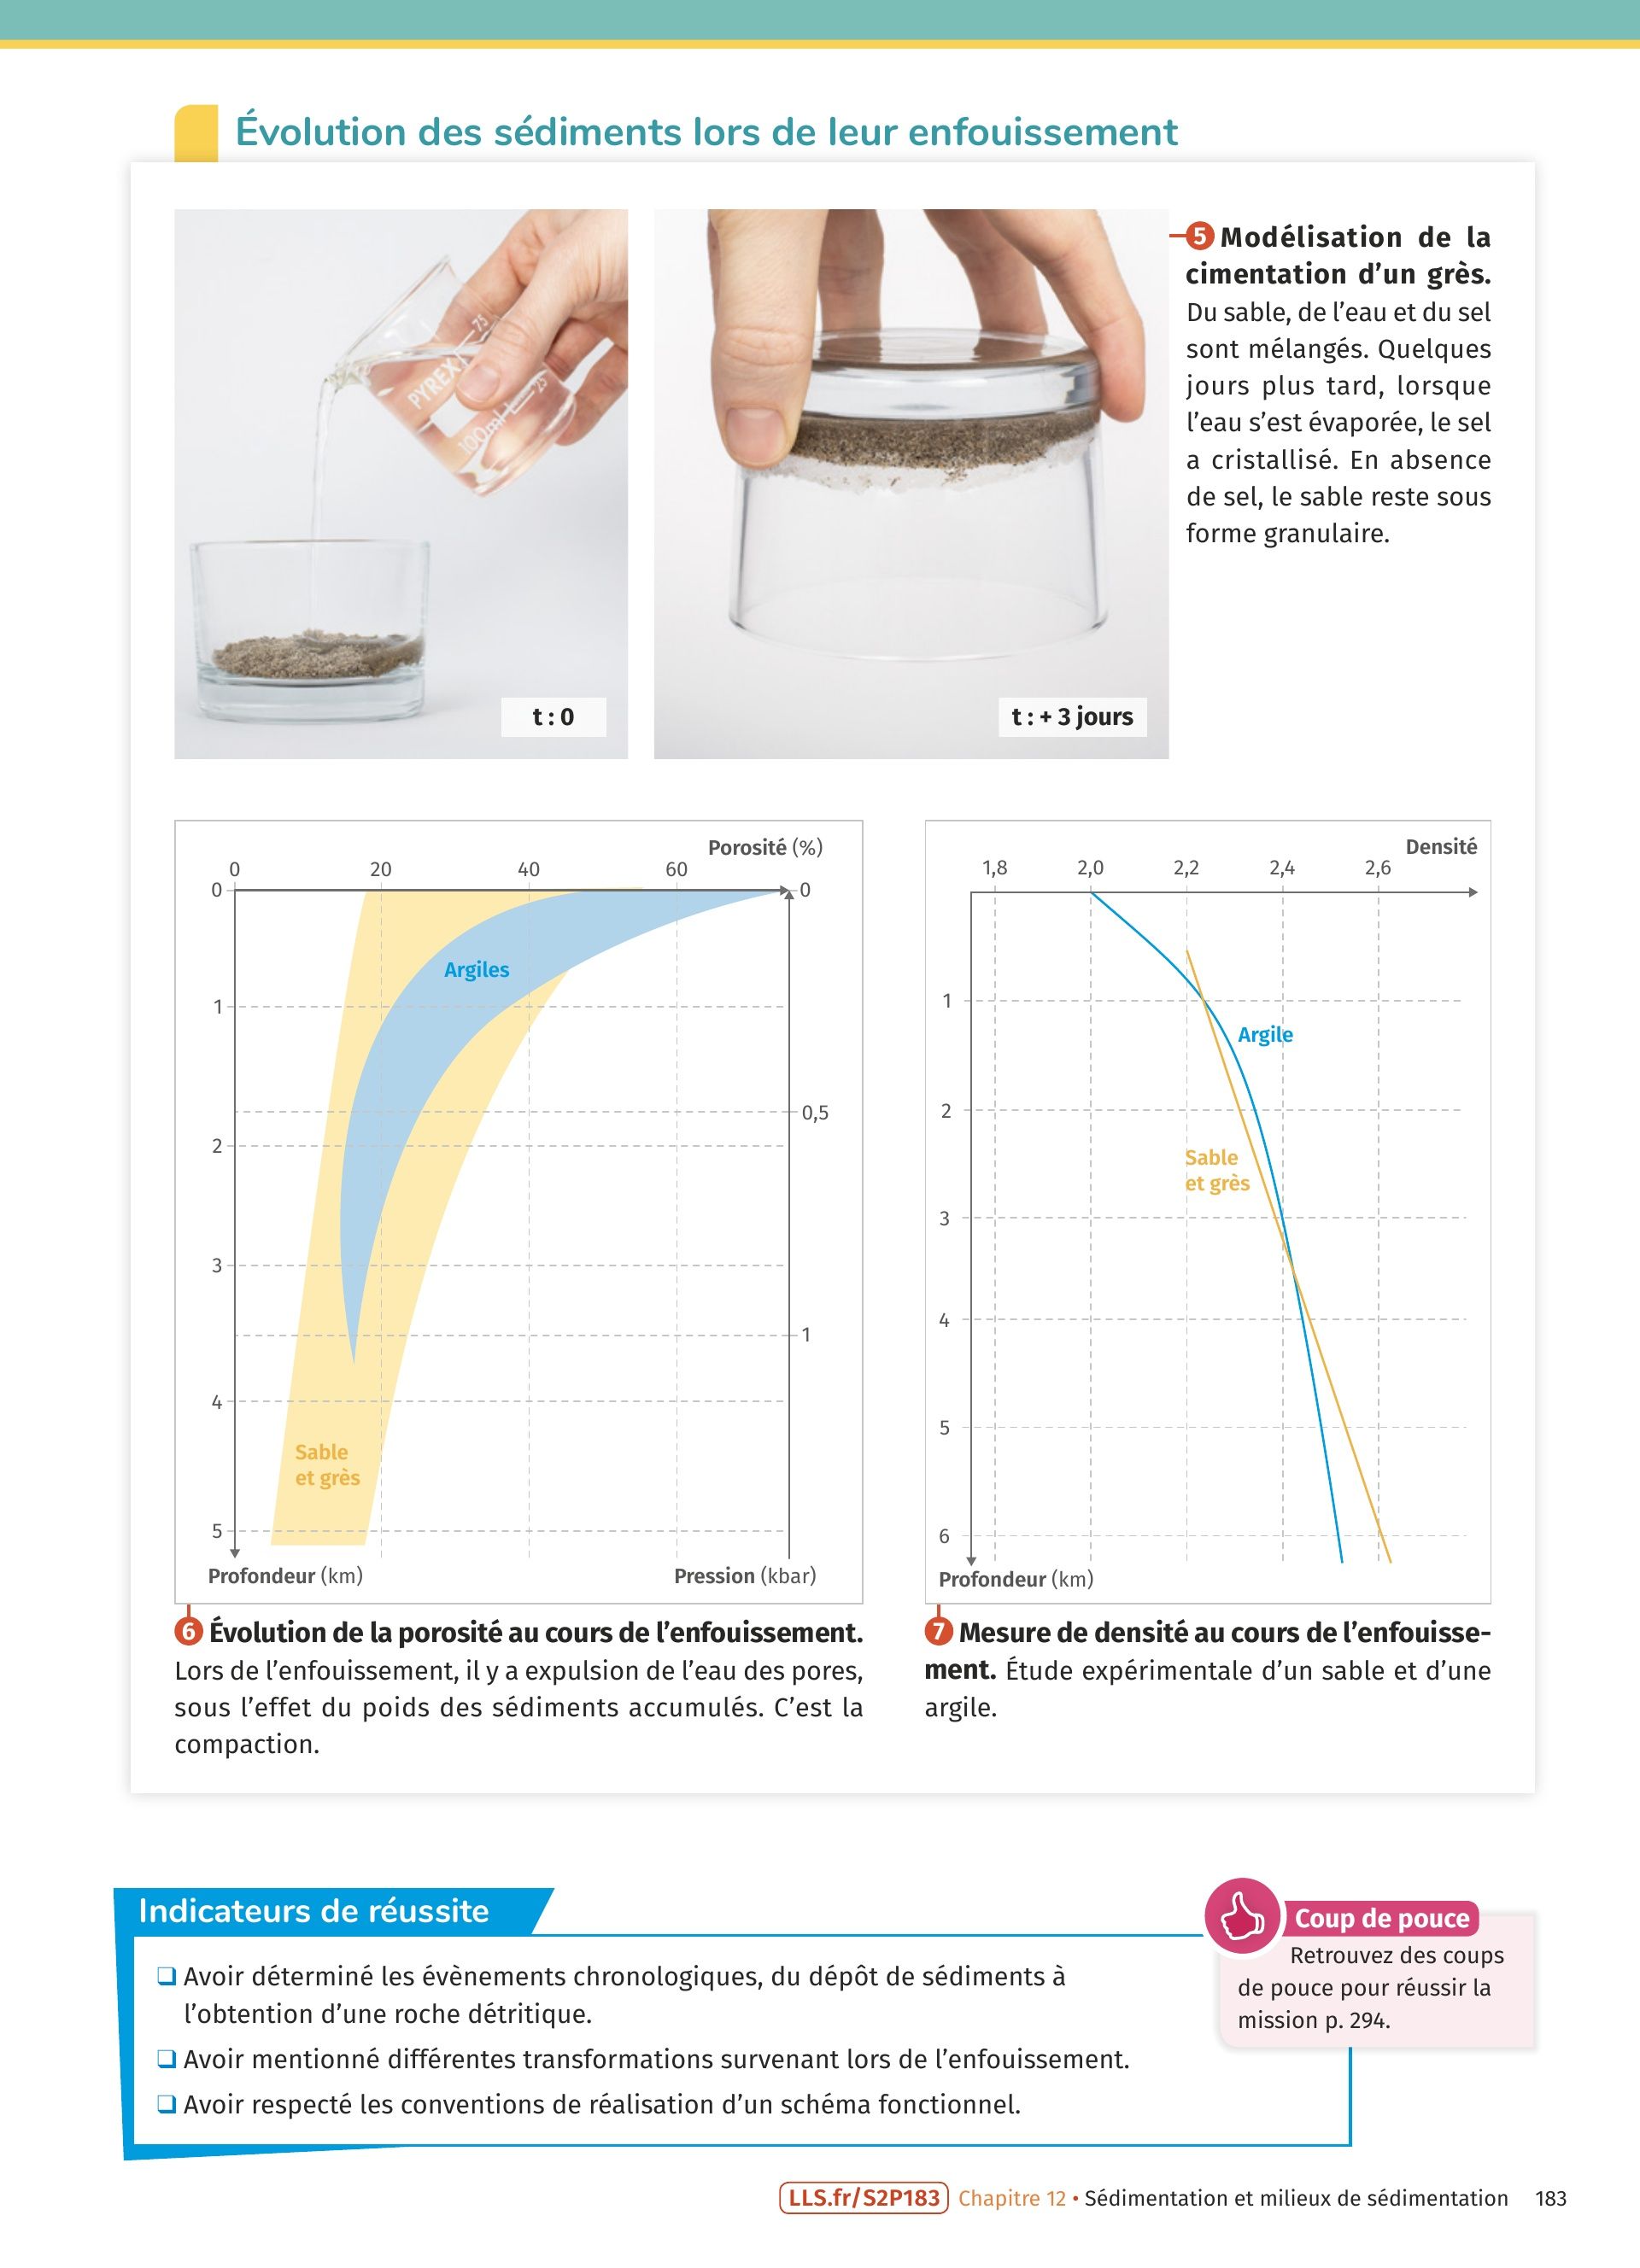 Évolution des sédiments lors de leur enfouissement
PYREX
75
100ml
25
t : 0
t : + 3 jours
5 Modélisation de la
cimentation d’un grès.
Du sable, de l’eau et du sel
sont mélangés. Quelques
jours plus tard, lorsque
l’eau s’est évaporée, le sel
a cristallisé. En absence
de sel, le sable reste sous
forme granulaire.
Porosité (%)
0 20 40 60
0 0
Argiles
1
0,5
2
3
1
4
Sable
et grès
5
Profondeur (km) Pression (kbar)
6 Évolution de la porosité au cours de l’enfouissement.
Lors de l’enfouissement, il y a expulsion de l’eau des pores,
sous l’effet du poids des sédiments accumulés. C’est la
compaction.
Densité
1,8 2,0 2,2 2,4 2,6
1
Argile
2
Sable
et grès
3
4
5
6
Profondeur (km)
7 Mesure de densité au cours de l’enfouisse-
ment. Étude expérimentale d’un sable et d’une
argile.
Indicateurs de réussite
❑ Avoir déterminé les évènements chronologiques, du dépôt de sédiments à
l’obtention d’une roche détritique.
❑ Avoir mentionné différentes transformations survenant lors de l’enfouissement.
❑ Avoir respecté les conventions de réalisation d’un schéma fonctionnel.
Coup de pouce
Retrouvez des coups
de pouce pour réussir la
mission p. 294.
LLS.fr/S2P183 Chapitre 12 • Sédimentation et milieux de sédimentation 183